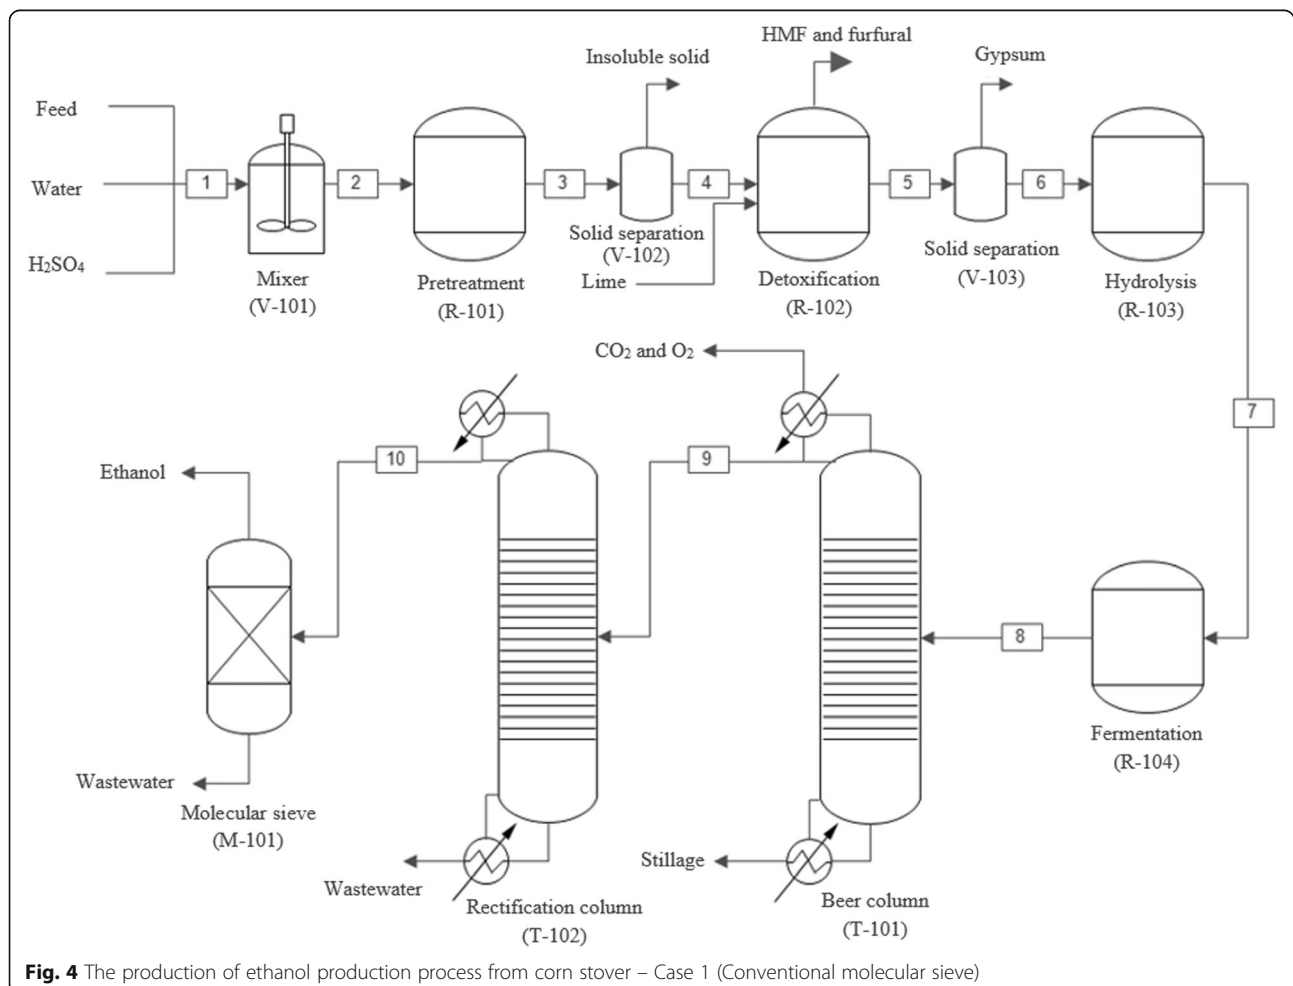 HMF and furfural
Insoluble solid
Gypsum
Feed
Water
H₂SO₄
1
2
3
4
5
6
Mixer
(V-101)
Pretreatment
(R-101)
Solid separation
(V-102)
Lime
Detoxification
(R-102)
Solid separation
(V-103)
Hydrolysis
(R-103)
CO₂ and O₂
7
10
9
Ethanol
8
Fermentation
(R-104)
Wastewater
Molecular sieve
(M-101)
Wastewater
Rectification column
(T-102)
Stillage
Beer column
(T-101)
Fig. 4 The production of ethanol production process from corn stover – Case 1 (Conventional molecular sieve)